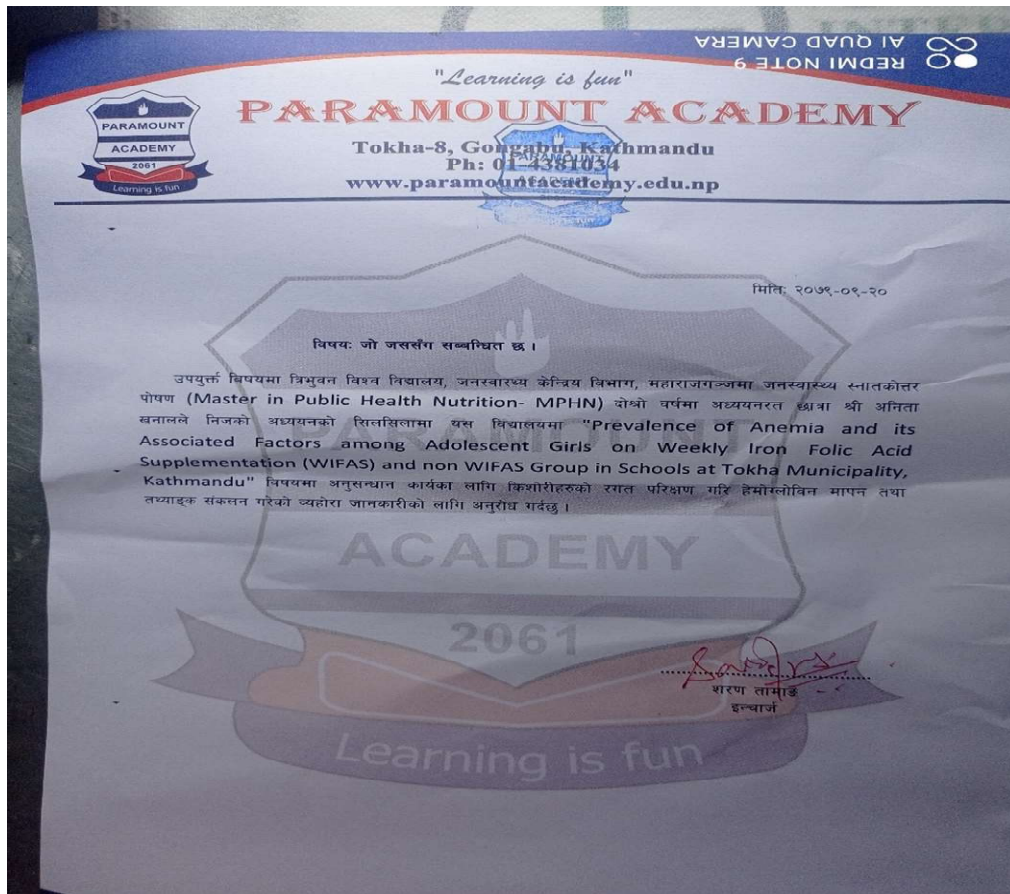 REDMI NOTE 9
AI QUAD CAMERA
"Learning is fun"
PARAMOUNT ACADEMY
PARAMOUNT
ACADEMY
2061
Learning is fun
Tokha-8, Gongabu, Kathmandu
Ph: 01-4381034
www.paramountacademy.edu.np
मितिः २०७९-०९-२०
विषयः जो जससँग सम्बन्धित छ ।
उपयुर्क्त बिषयमा त्रिभुवन विश्व विद्यालय, जनस्वास्थ्य केन्द्रिय विभाग, महाराजगञ्जमा जनस्वास्थ्य स्नातकोत्तर
पोषण (Master in Public Health Nutrition- MPHN) दोश्रो वर्षमा अध्ययनरत छात्रा श्री अनिता
खनालले निजको अध्ययनको सिलसिलामा यस विद्यालयमा "Prevalence of Anemia and its
Associated Factors among Adolescent Girls on Weekly Iron Folic Acid
Supplementation (WIFAS) and non WIFAS Group in Schools at Tokha Municipality,
Kathmandu" विषयमा अनुसन्धान कार्यका लागि किशोरीहरुको रगत परिक्षण गरि हेमोग्लोविन मापन तथा
तथ्याङ्क संकलन गरेको व्यहोरा जानकारीको लागि अनुरोध गर्दछु ।
ACADEMY
2061
शरण तामाङ
इन्चार्ज
Learning is fun